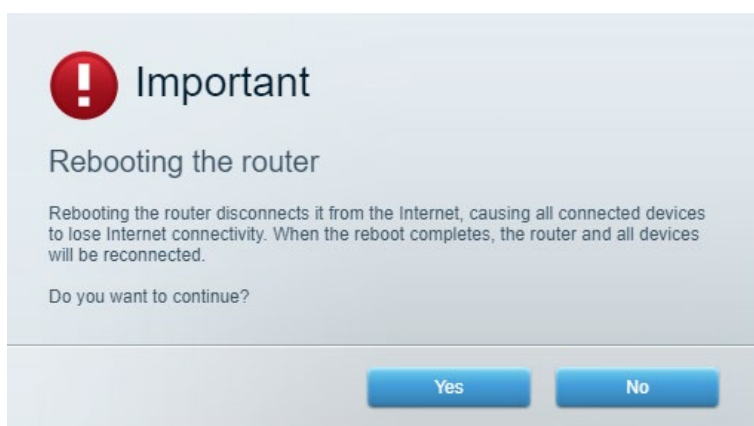 Important
Rebooting the router
Rebooting the router disconnects it from the Internet, causing all connected devices
to lose Internet connectivity. When the reboot completes, the router and all devices
will be reconnected.
Do you want to continue?
Yes
No